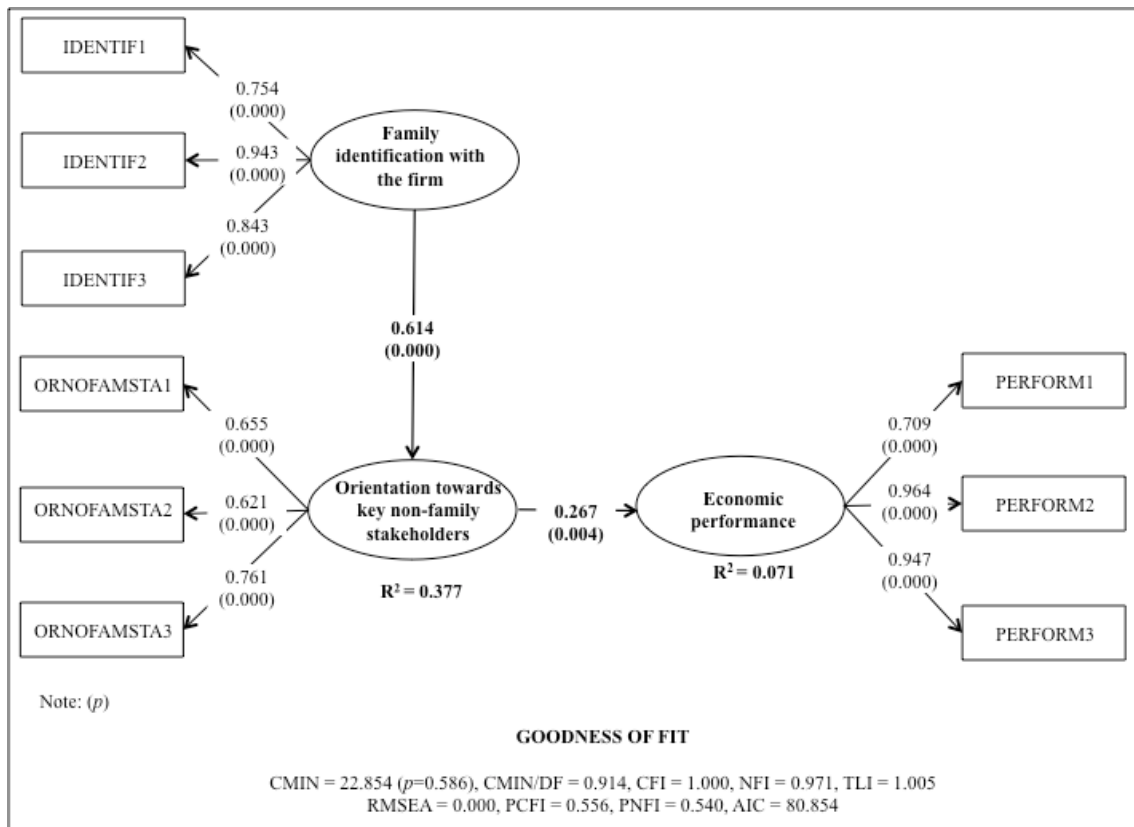 IDENTIF1
0.754
(0.000)
IDENTIF2
0.943
(0.000)
IDENTIF3
0.843
(0.000)
Family
identification with
the firm
0.614
(0.000)
ORNOFAMSTA1
0.655
(0.000)
ORNOFAMSTA2
0.621
(0.000)
ORNOFAMSTA3
0.761
(0.000)
Orientation towards
key non-family
stakeholders
R² = 0.377
0.267
(0.004)
Economic
performance
R² = 0.071
PERFORM1
0.709
(0.000)
PERFORM2
0.964
(0.000)
PERFORM3
0.947
(0.000)
Note: (p)
GOODNESS OF FIT
CMIN = 22.854 (p=0.586), CMIN/DF = 0.914, CFI = 1.000, NFI = 0.971, TLI = 1.005
RMSEA = 0.000, PCFI = 0.556, PNFI = 0.540, AIC = 80.854